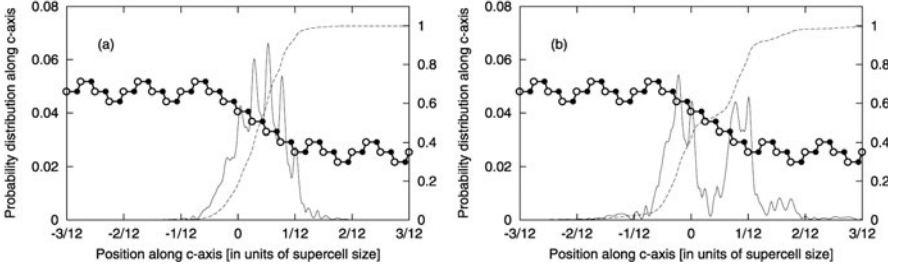 (a)
Probability distribution along c-axis
0.08
0.06
0.04
0.02
0
1
0.8
0.6
0.4
0.2
0
-3/12 -2/12 -1/12 0 1/12 2/12 3/12
Position along c-axis [in units of supercell size]
(b)
Probability distribution along c-axis
0.08
0.06
0.04
0.02
0
1
0.8
0.6
0.4
0.2
0
-3/12 -2/12 -1/12 0 1/12 2/12 3/12
Position along c-axis [in units of supercell size]